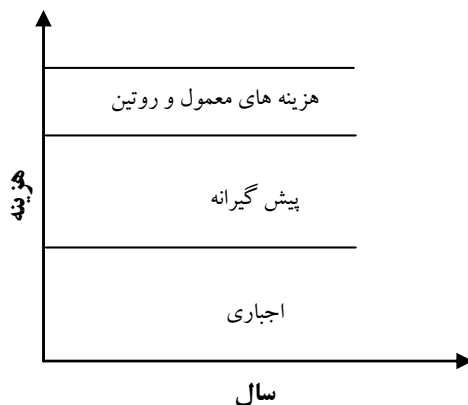 هزینه های معمول و روتین
پیش گیرانه
هزینه
اجباری
سال